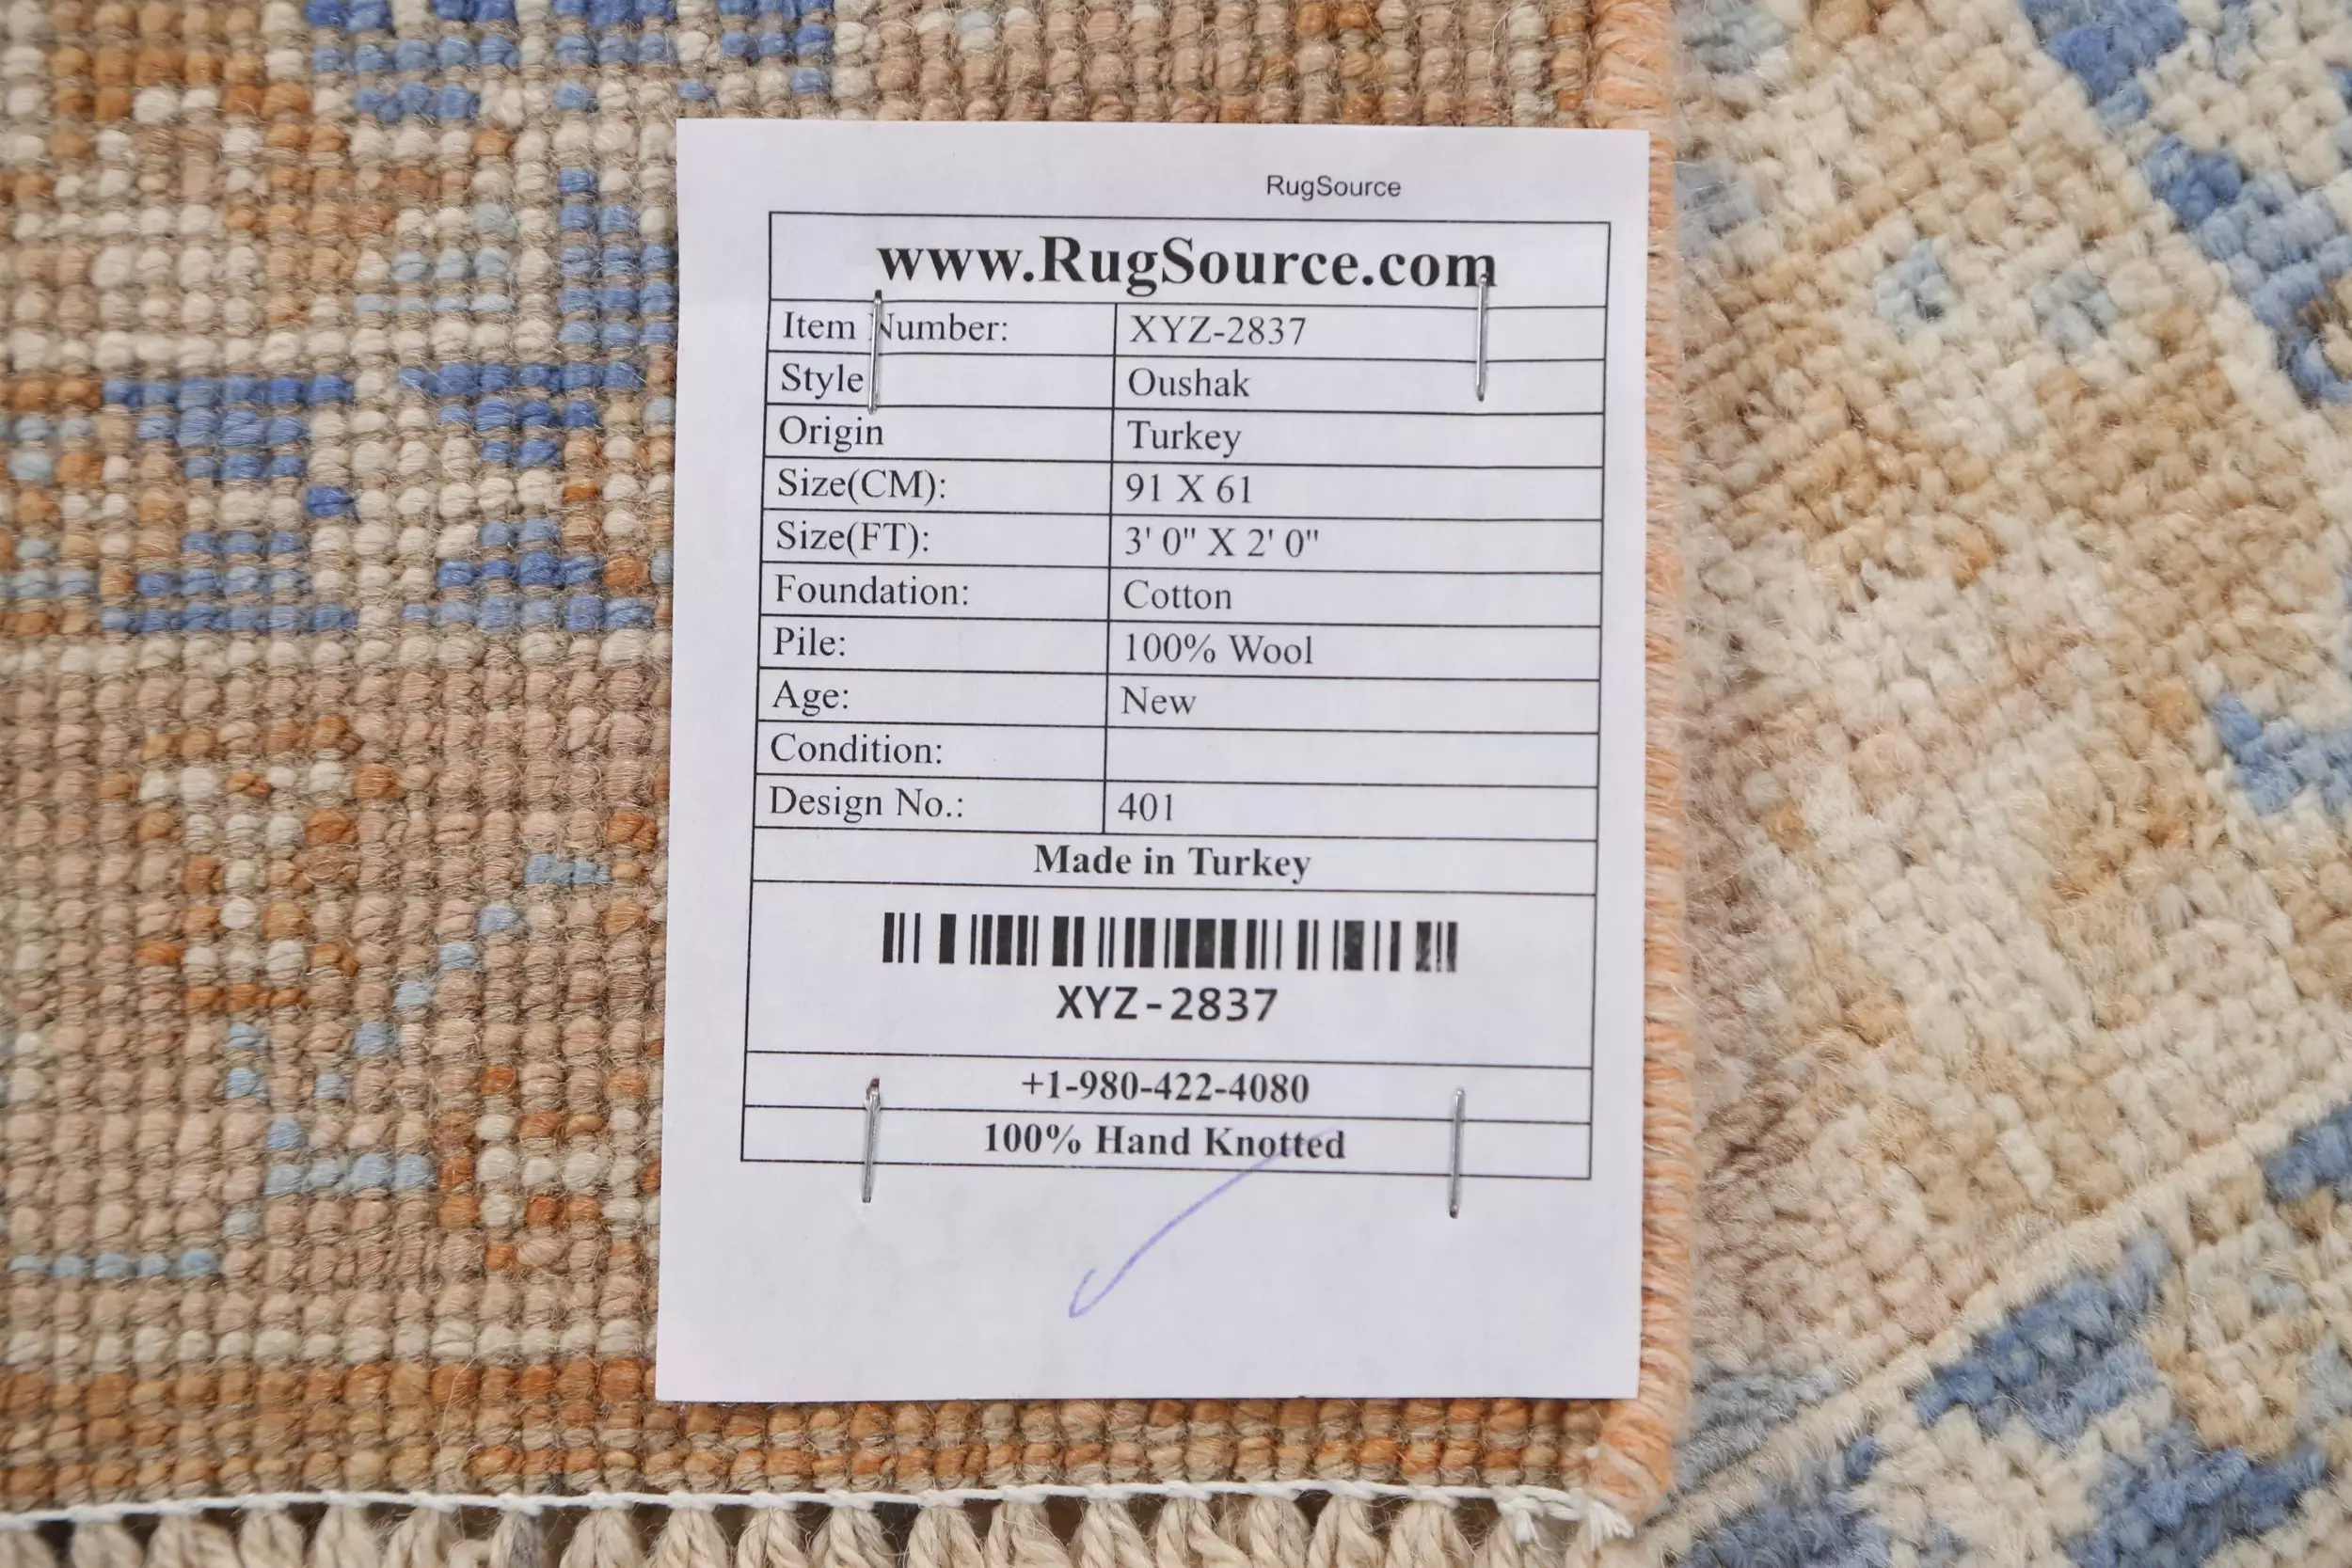 RugSource
www.RugSource.com
Item Number: XYZ-2837
Style Oushak
Origin Turkey
Size(CM): 91 X 61
Size(FT): 3' 0" X 2' 0"
Foundation: Cotton
Pile: 100% Wool
Age: New
Condition:
Design No.: 401
Made in Turkey
XYZ-2837
+1-980-422-4080
100% Hand Knotted